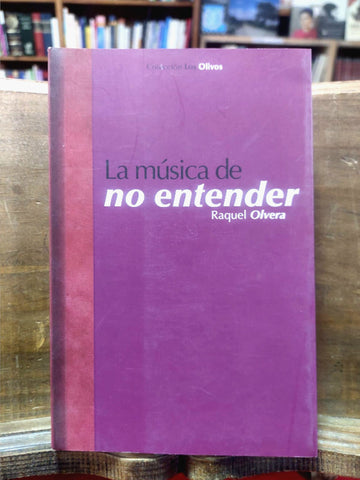 Colección Los Olivos
La música de
no entender
Raquel Olvera